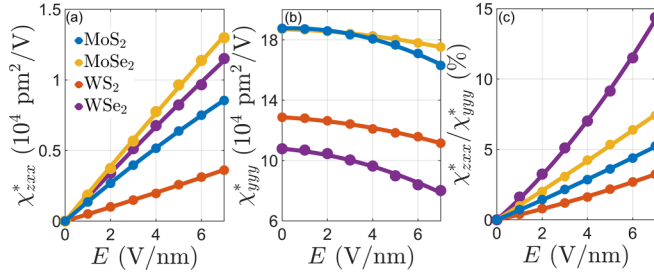 (a)
1.5
1
0.5
0
MoS₂
MoSe₂
WS₂
WSe₂
χ*zxx (10⁴ pm²/V)
0 2 4 6
E (V/nm)
(b)
18
14
10
6
χ*yyy (10⁴ pm²/V)
0 2 4 6
E (V/nm)
(c)
15
10
5
0
χ*zxx/χ*yyy (%)
0 2 4 6
E (V/nm)